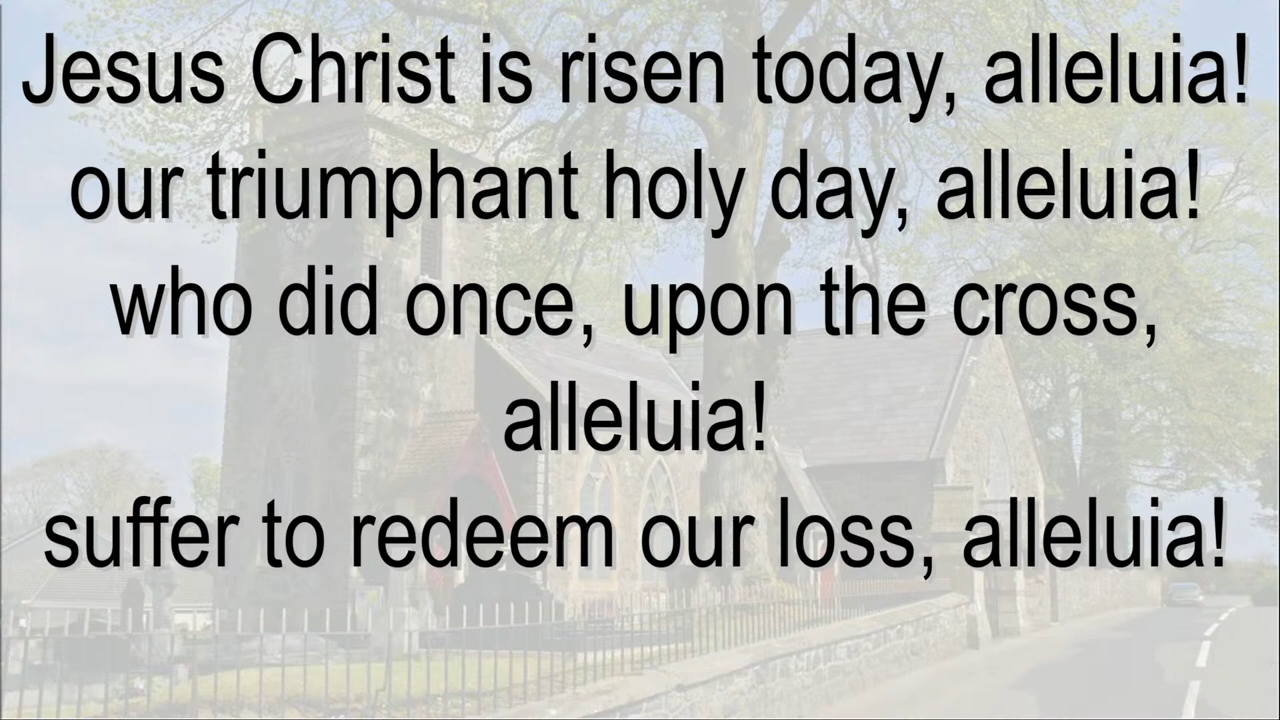 Jesus Christ is risen today, alleluia!
our triumphant holy day, alleluia!
who did once, upon the cross,
alleluia!
suffer to redeem our loss, alleluia!